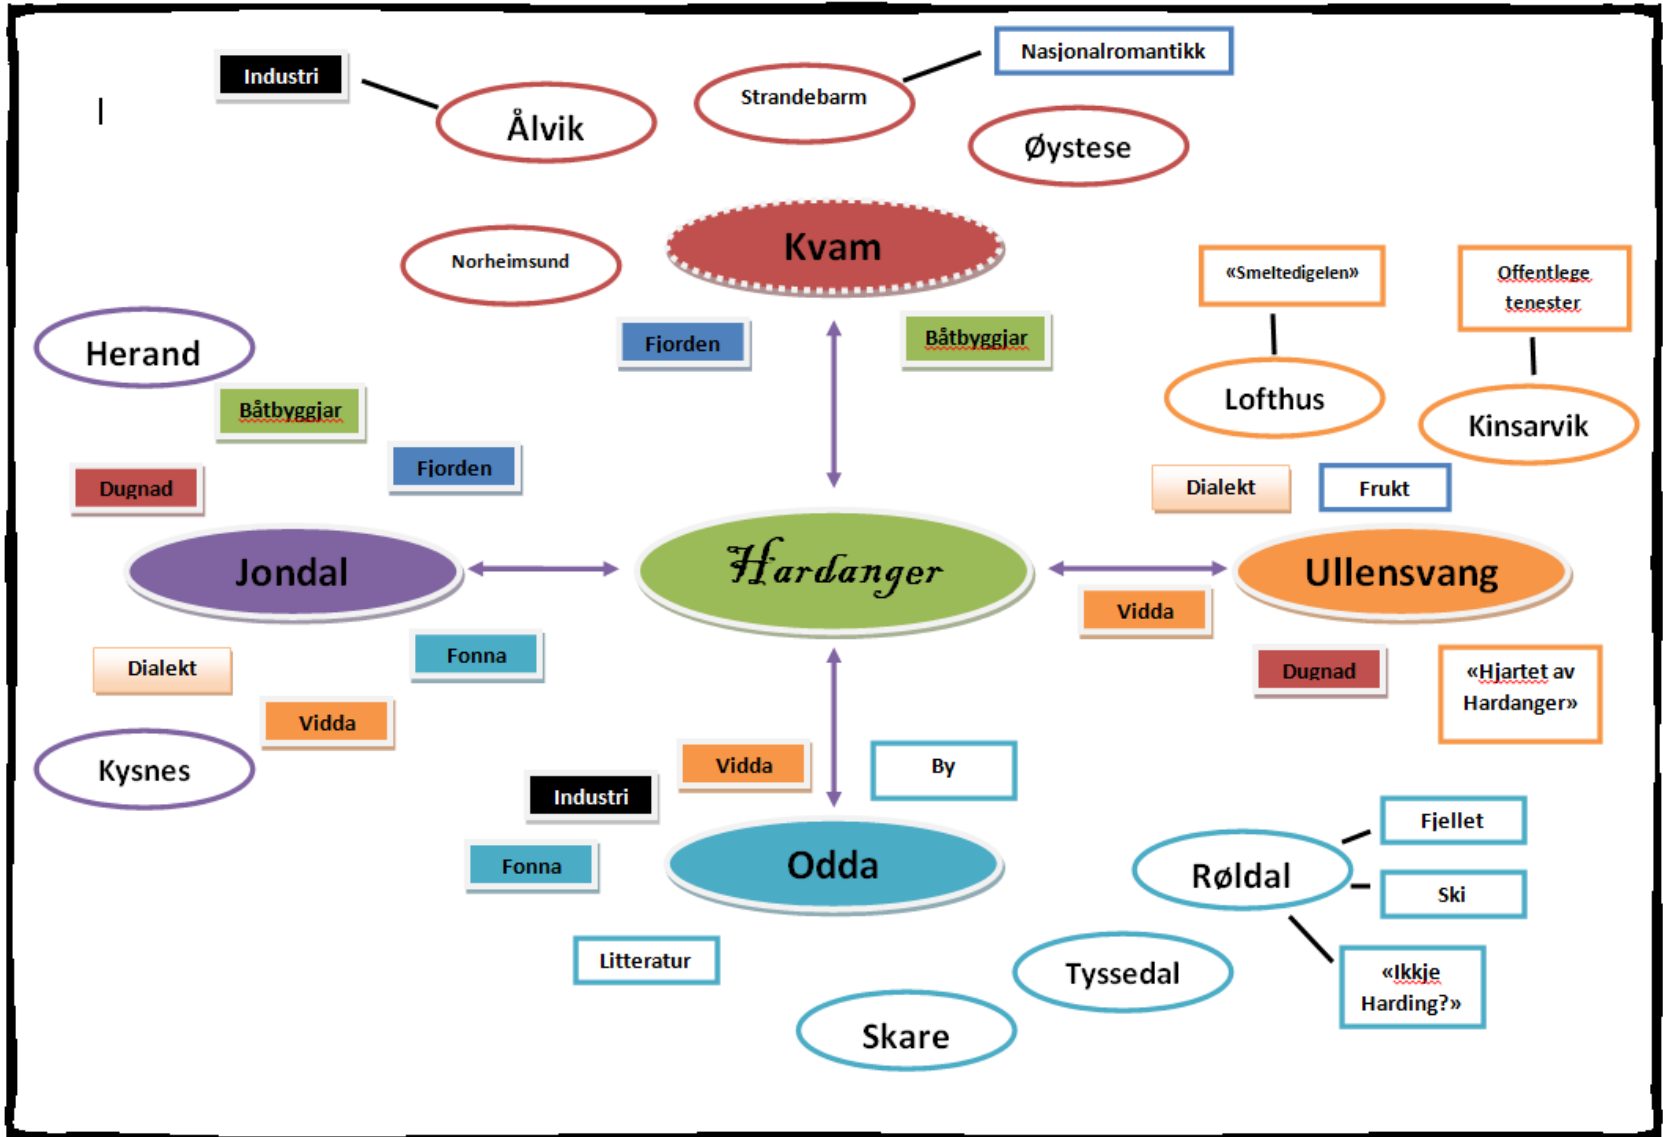 Nasjonalromantikk
Industri
Strandebarm
Ålvik
Øystese
Kvam
Norheimsund
«Smeltedigelen»
Offentlege
tenester
Fjorden
Båtbyggjar
Herand
Lofthus
Båtbyggjar
Kinsarvik
Fjorden
Dugnad
Dialekt
Frukt
Jondal
Hardanger
Ullensvang
Vidda
Fonna
Dialekt
Dugnad
«Hjartet av
Hardanger»
Vidda
Kysnes
Vidda
By
Industri
Fjellet
Fonna
Odda
Røldal
Ski
Litteratur
Tyssedal
«Ikkje
Harding?»
Skare